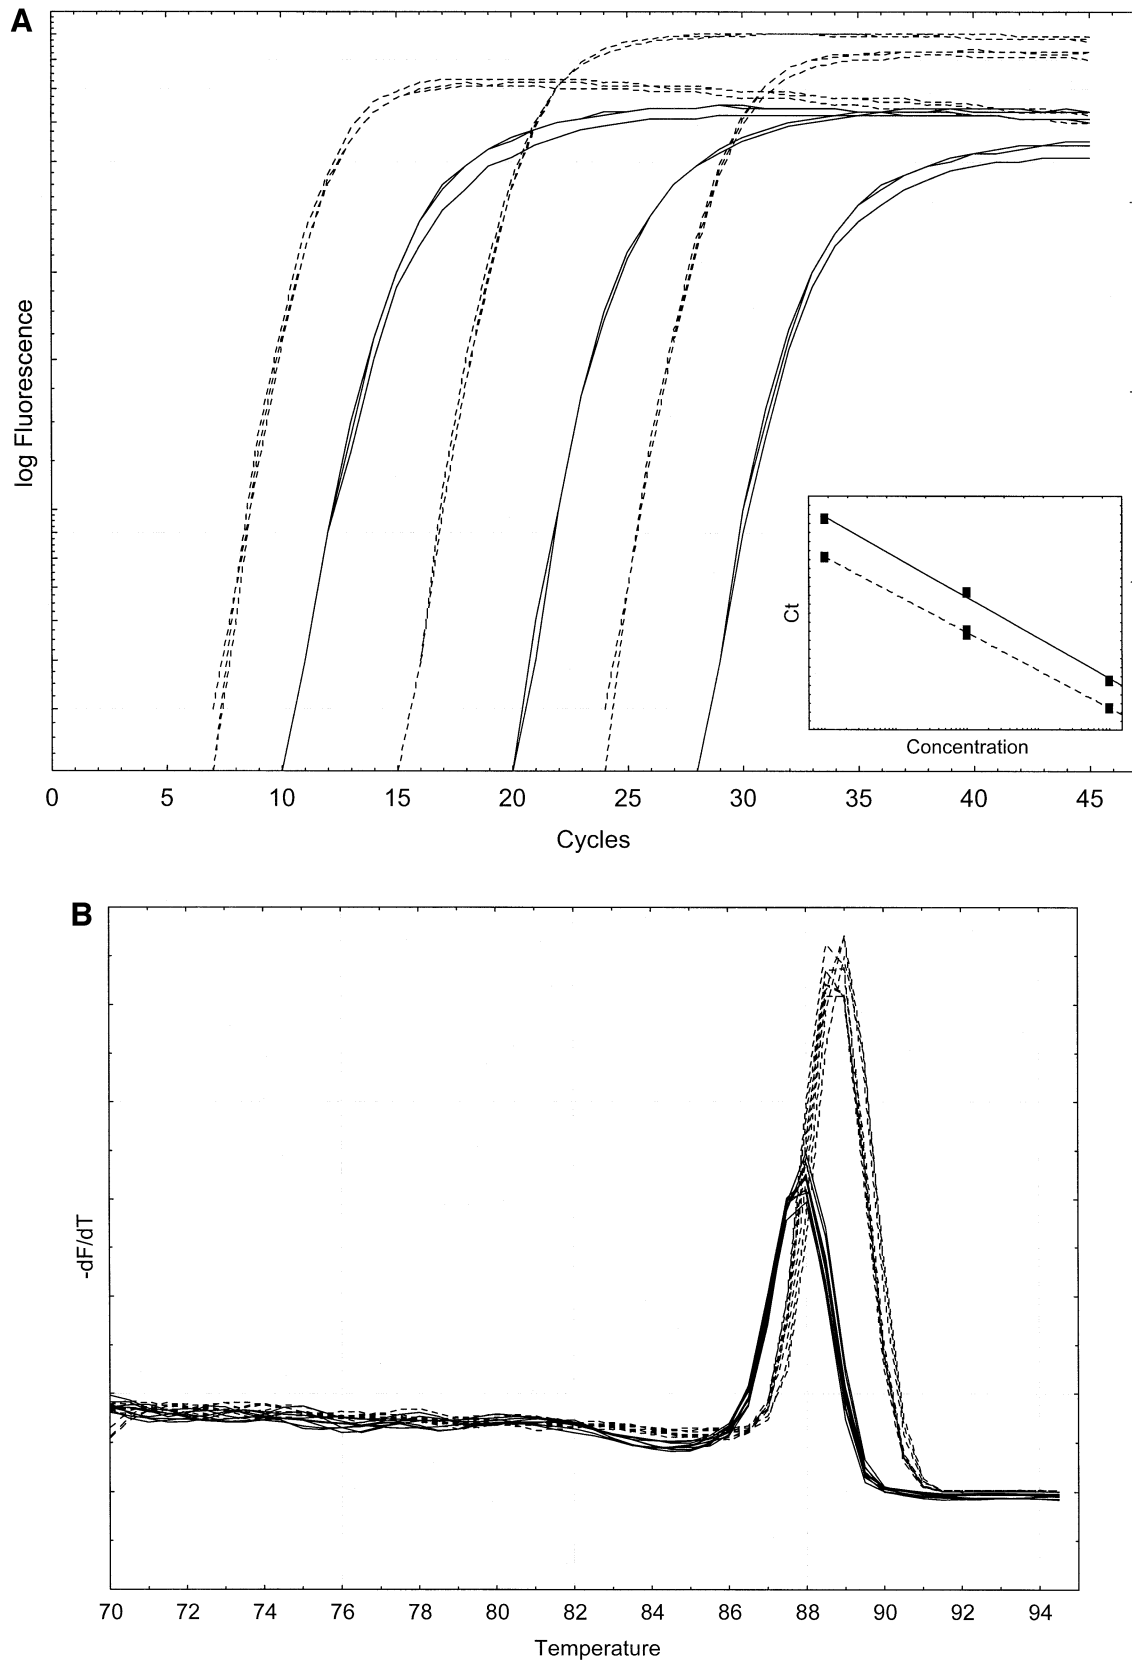 A
log Fluorescence
Ct
Concentration
0 5 10 15 20 25 30 35 40 45
Cycles
B
-dF/dT
70 72 74 76 78 80 82 84 86 88 90 92 94
Temperature